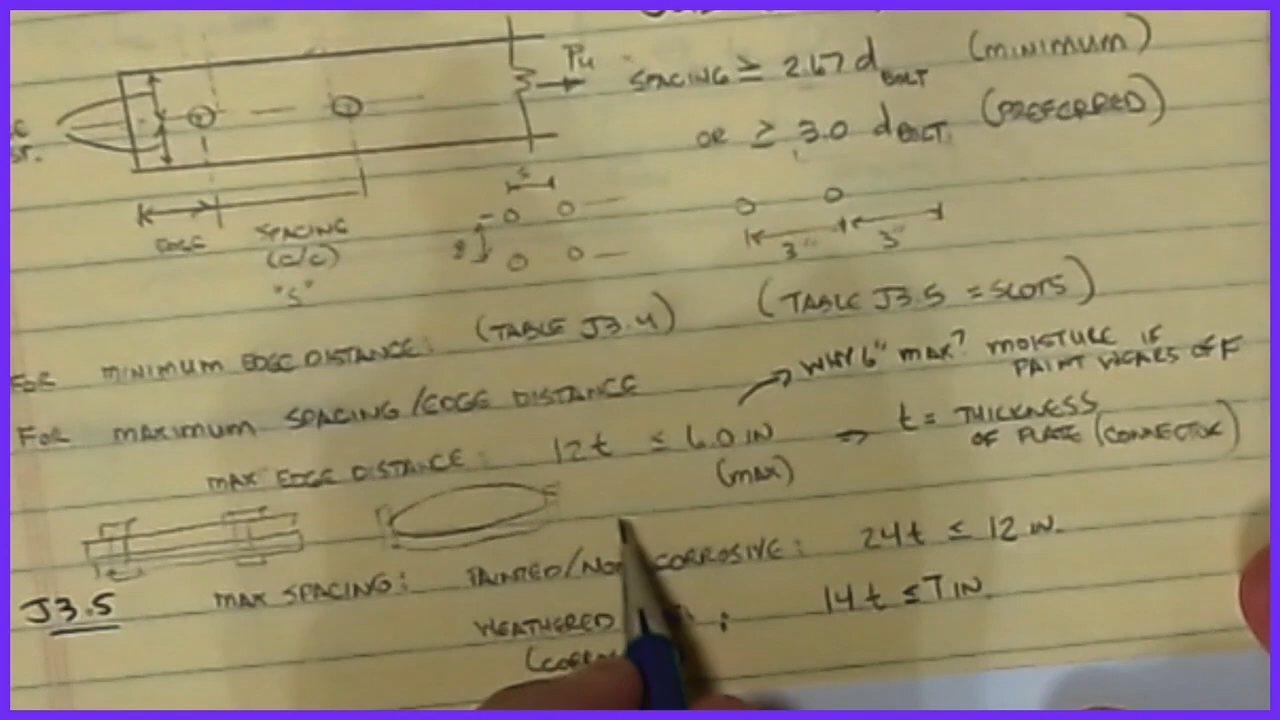 Pu
SPACING ≥ 2.67 d BOLT (MINIMUM)
OR ≥ 3.0 d BOLT. (PREFERRED)
ST.
EDGE
SPACING
(c/c)
"S"
s
g
3" 3"
FOR MINIMUM EDGE DISTANCE: (TABLE J3.4) (TABLE J3.5 = SLOTS)
FOR MAXIMUM SPACING/EDGE DISTANCE
WHY 6" MAX? MOISTURE IF
PAINT WEARS OFF
MAX EDGE DISTANCE: 12t ≤ 6.0 IN
(MAX)
t = THICKNESS
OF PLATE (CONNECTOR)
J3.5
MAX SPACING: PAINTED/NON CORROSIVE: 24t ≤ 12 IN.
WEATHERED : 14t ≤ 7 IN.